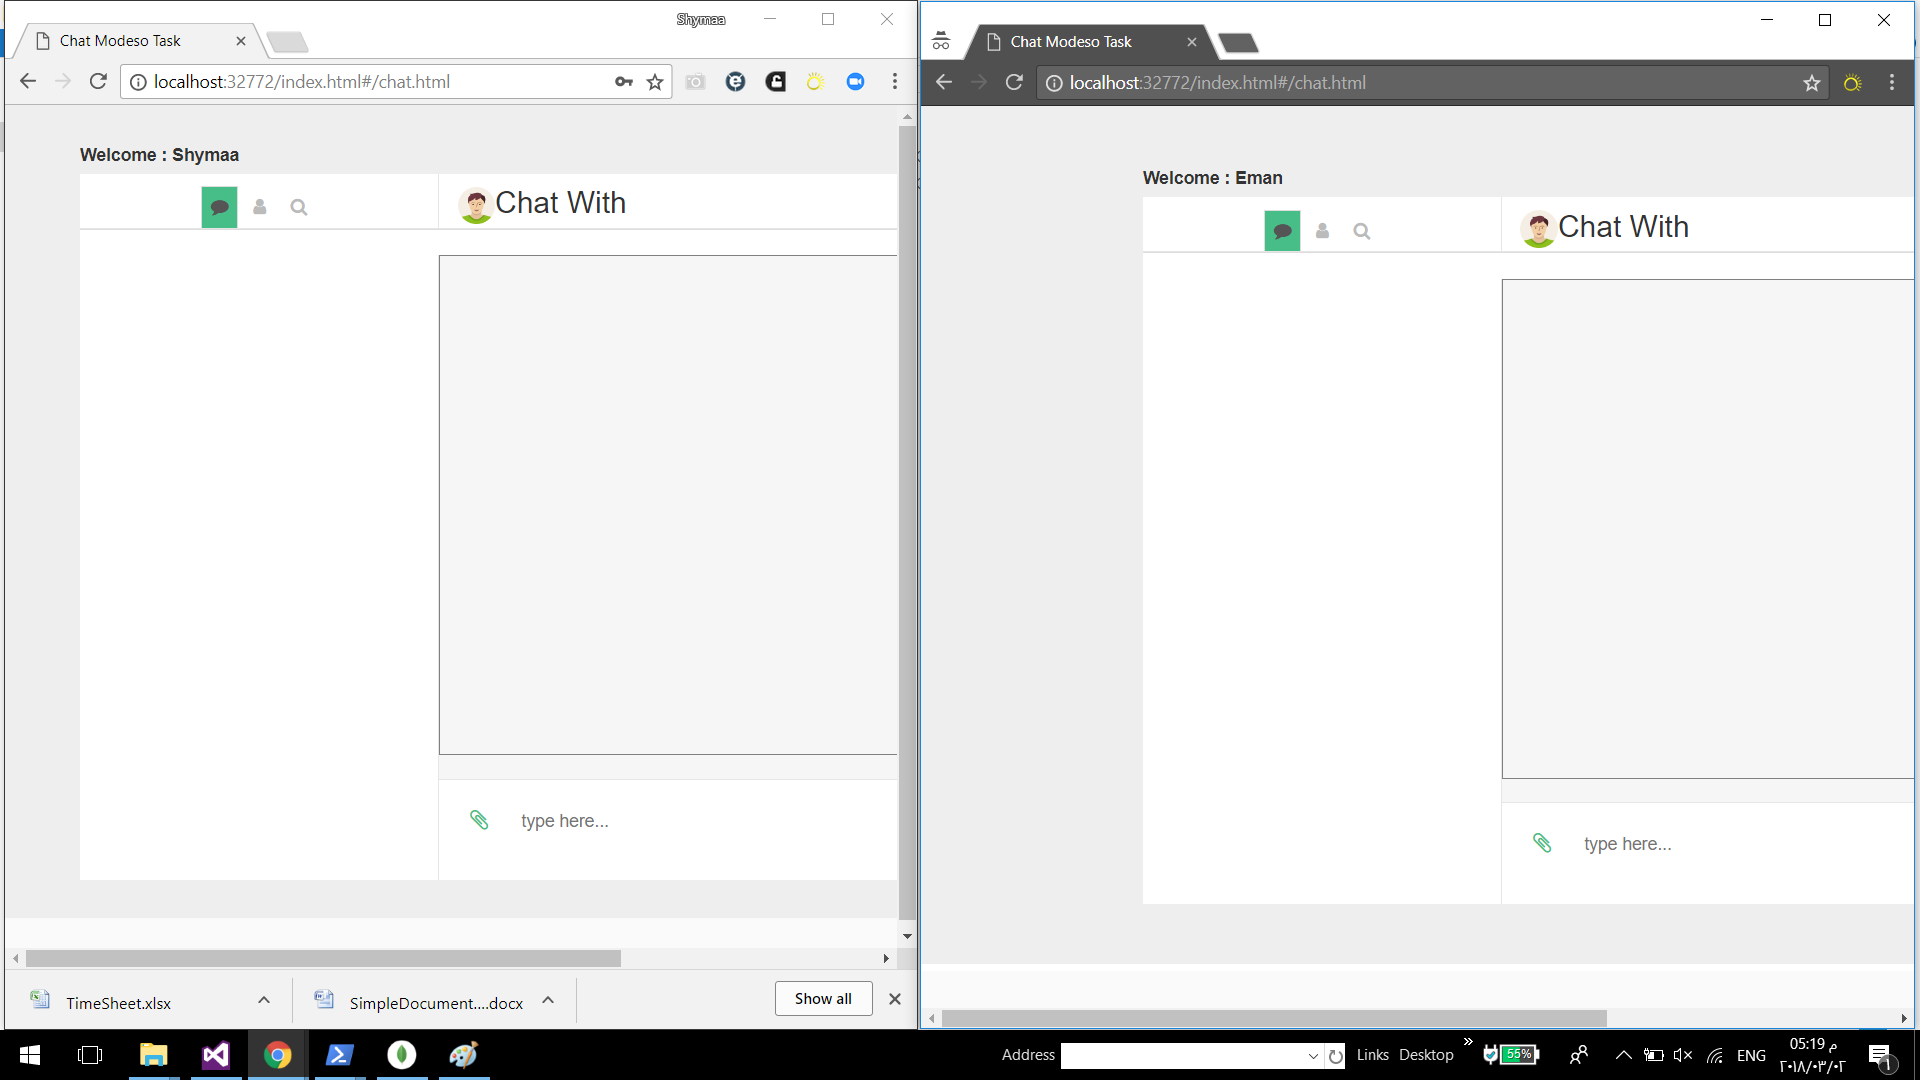 Shymaa
Chat Modeso Task
localhost:32772/index.html#/chat.html
Welcome : Shymaa
Chat With
type here...
TimeSheet.xlsx
SimpleDocument....docx
Show all
Chat Modeso Task
localhost:32772/index.html#/chat.html
Welcome : Eman
Chat With
type here...
Address
Links
Desktop
»
55%
ENG
05:19 م
٢٠١٨/٠٣/٠٢
١